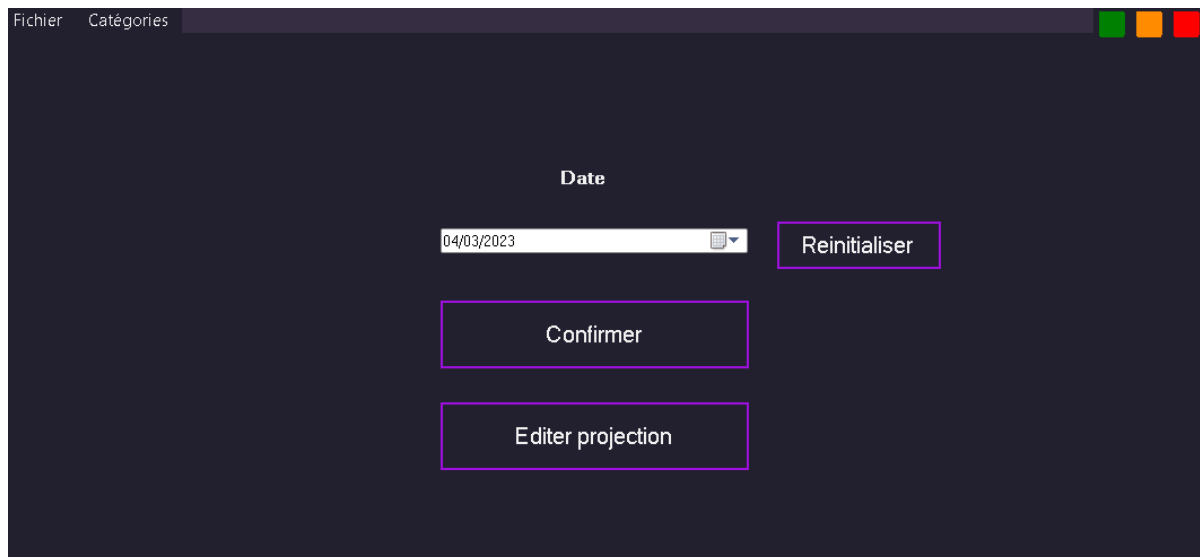 Fichier Catégories
Date
04/03/2023
Reinitialiser
Confirmer
Editer projection